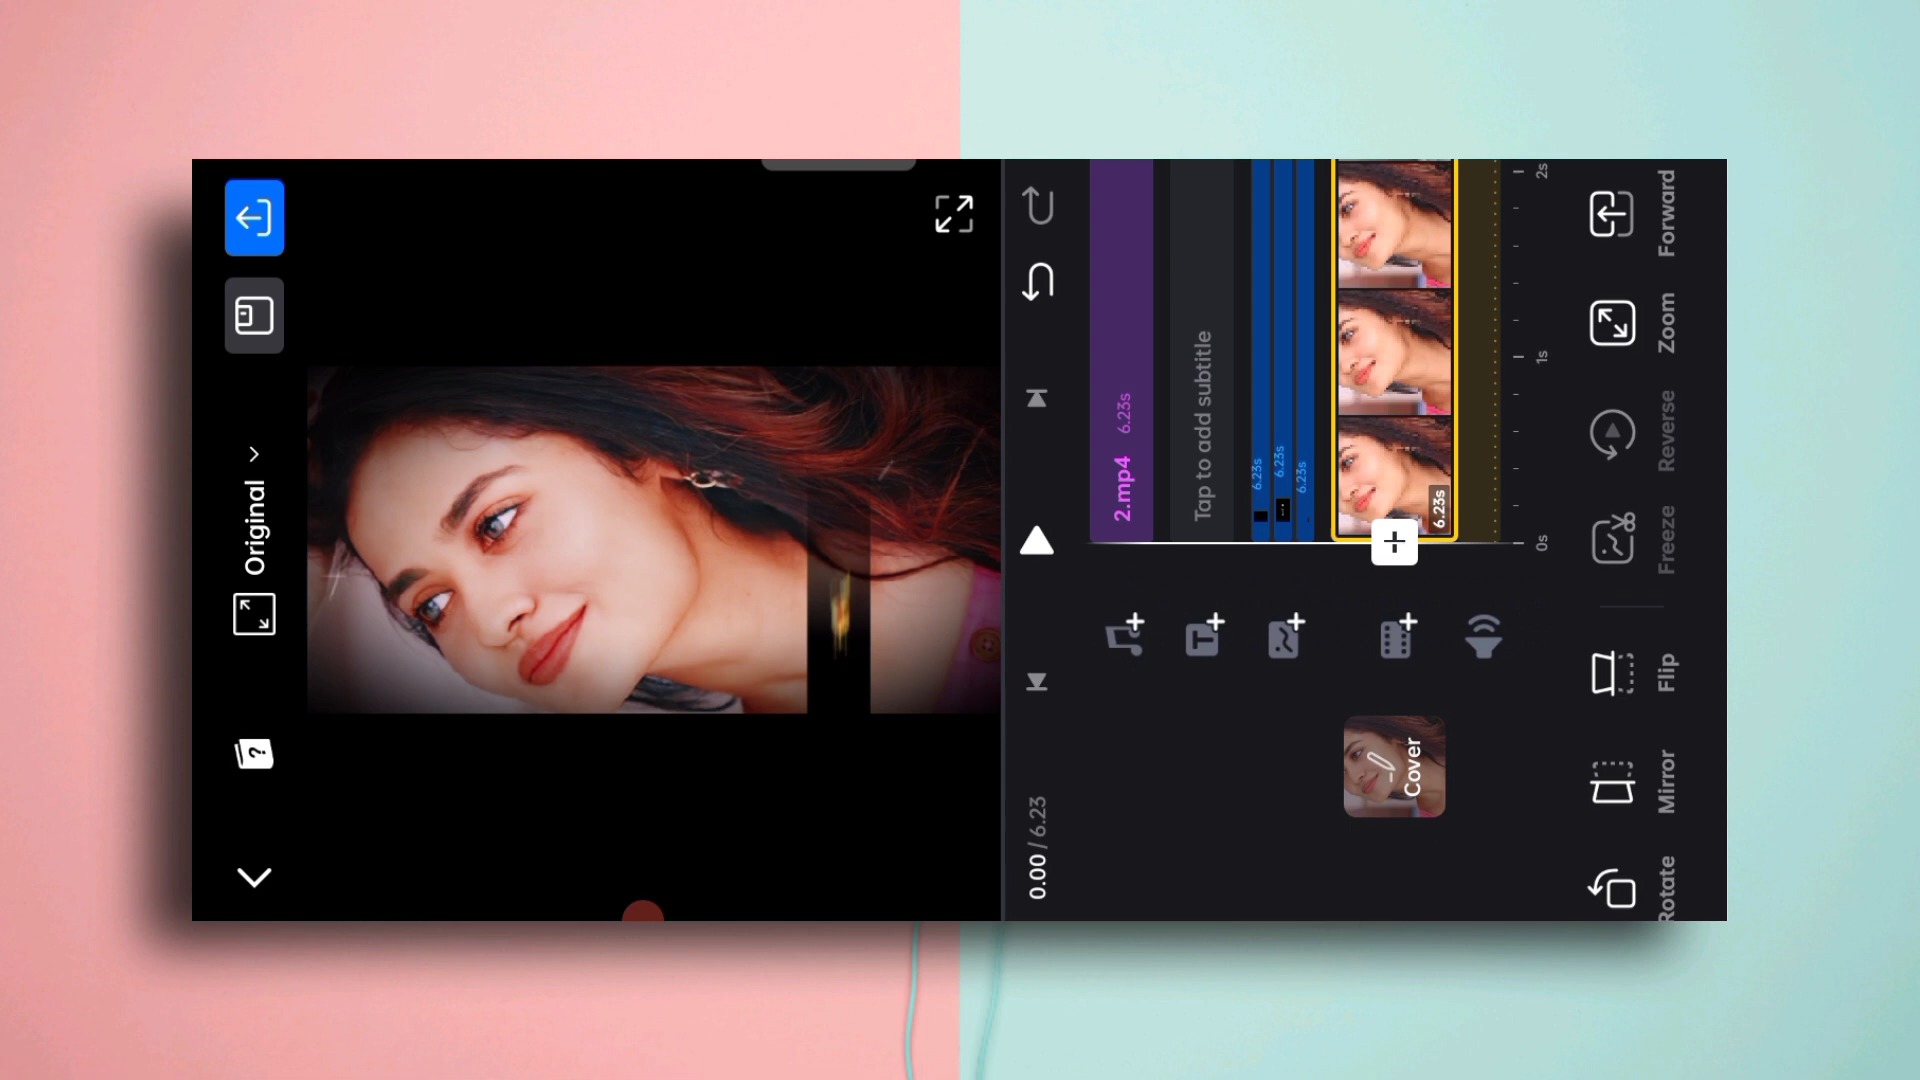 Original
0.00 / 6.23
2.mp4 6.23s
Tap to add subtitle
6.23s
6.23s
6.23s
6.23s
Cover
0s
1s
2s
Rotate
Mirror
Flip
Freeze
Reverse
Zoom
Forward